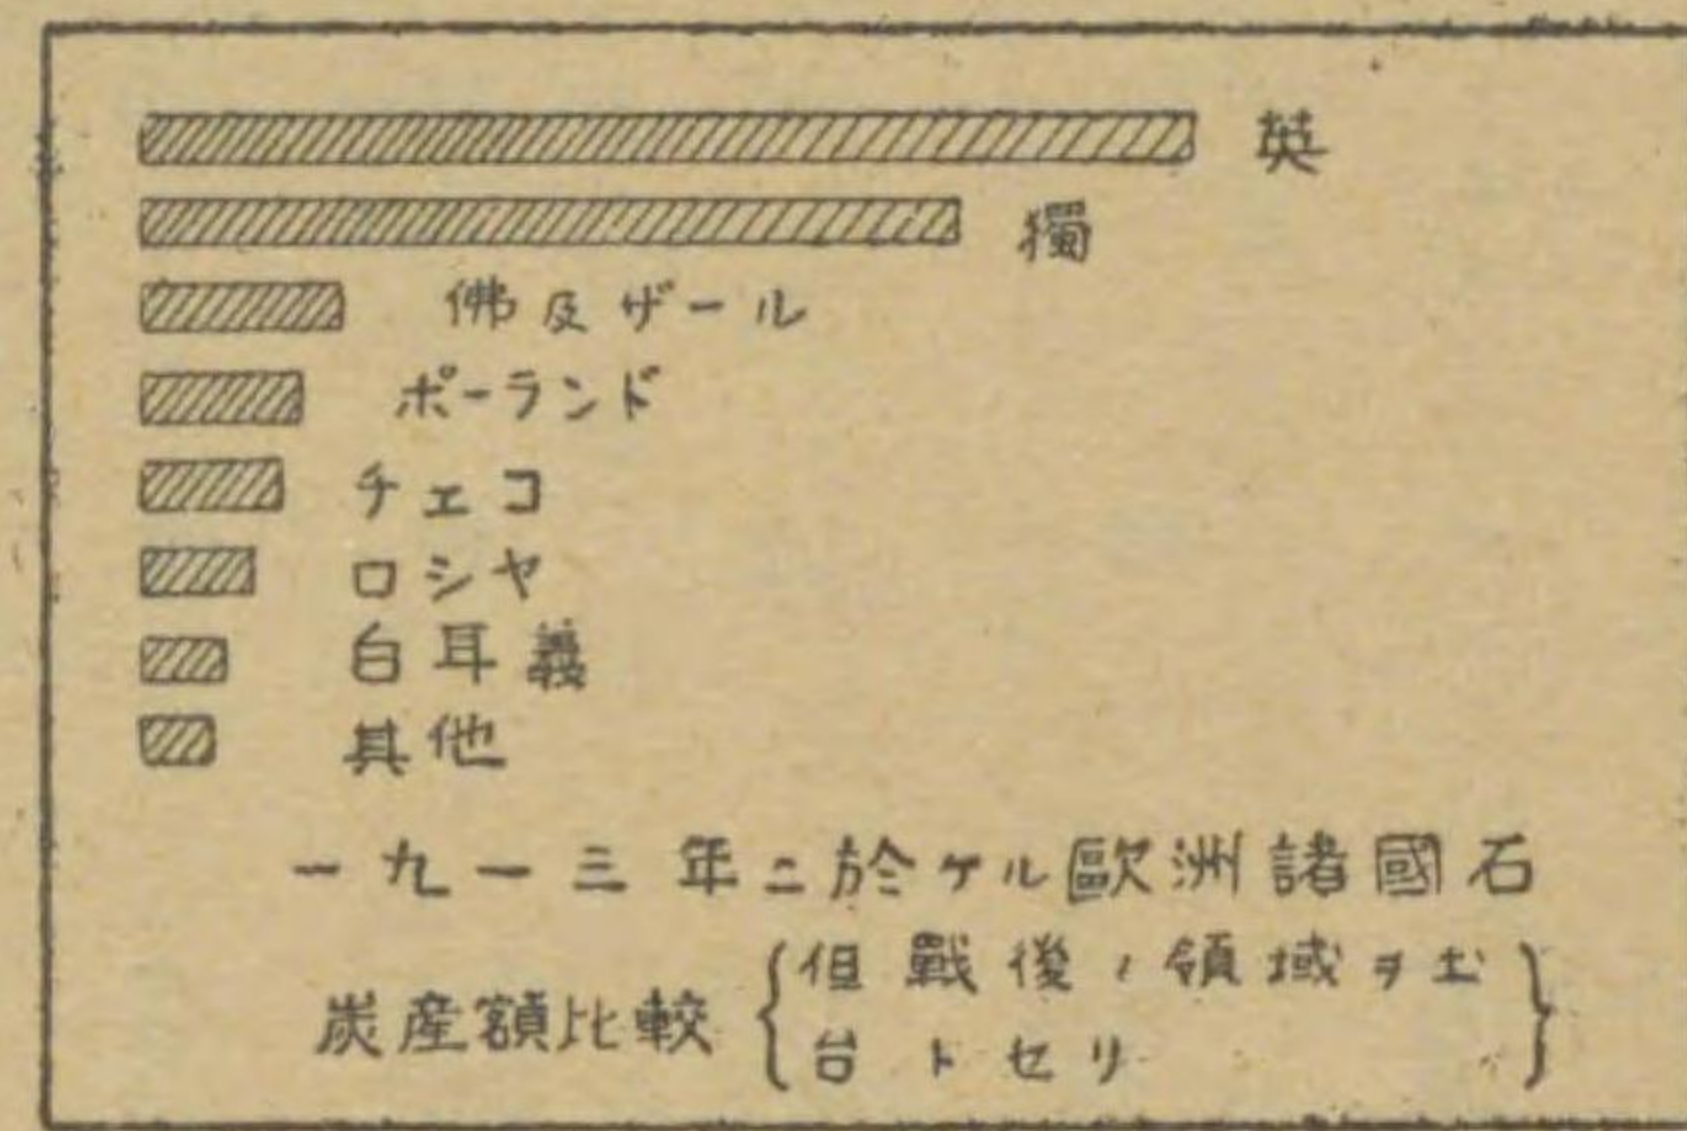 英
獨
佛及ザール
ポーランド
チェコ
ロシヤ
白耳義
其他
一九一三年ニ於ケル歐洲諸國石
炭産額比較
但戰後ノ領域ヲ土
台トセリ